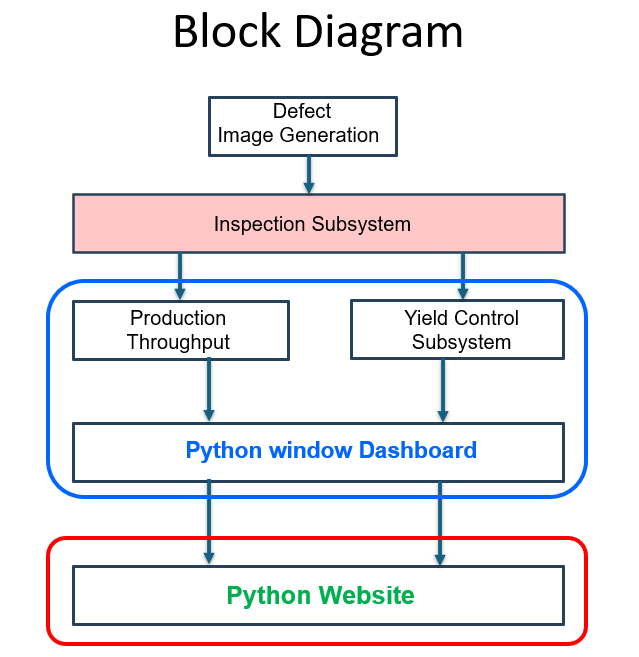 Block Diagram
Defect
Image Generation
Inspection Subsystem
Production
Throughput
Yield Control
Subsystem
Python window Dashboard
Python Website